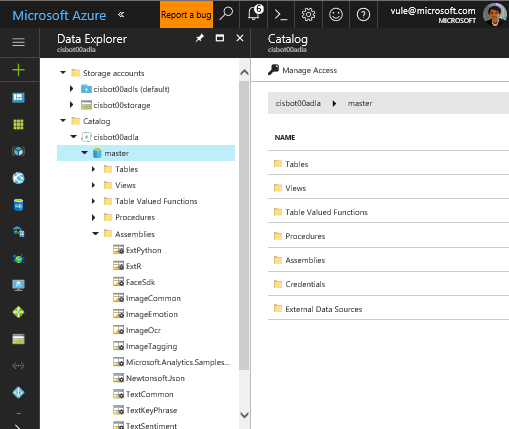 Microsoft Azure «
Report a bug
6
vule@microsoft.com
MICROSOFT
Data Explorer
cisbot00adla
Storage accounts
cisbot00adls (default)
cisbot00storage
Catalog
cisbot00adla
master
Tables
Views
Table Valued Functions
Procedures
Assemblies
ExtPython
ExtR
FaceSdk
ImageCommon
ImageEmotion
ImageOcr
ImageTagging
Microsoft.Analytics.Samples...
Newtonsoft.Json
TextCommon
TextKeyPhrase
TextSentiment
Catalog
cisbot00adla
Manage Access
cisbot00adla master
NAME
Tables
Views
Table Valued Functions
Procedures
Assemblies
Credentials
External Data Sources